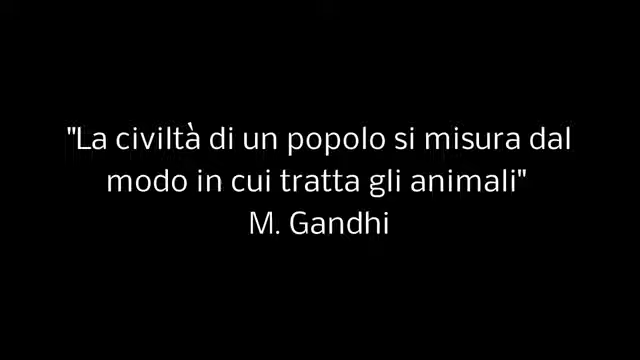 "La civiltà di un popolo si misura dal
modo in cui tratta gli animali"
M. Gandhi